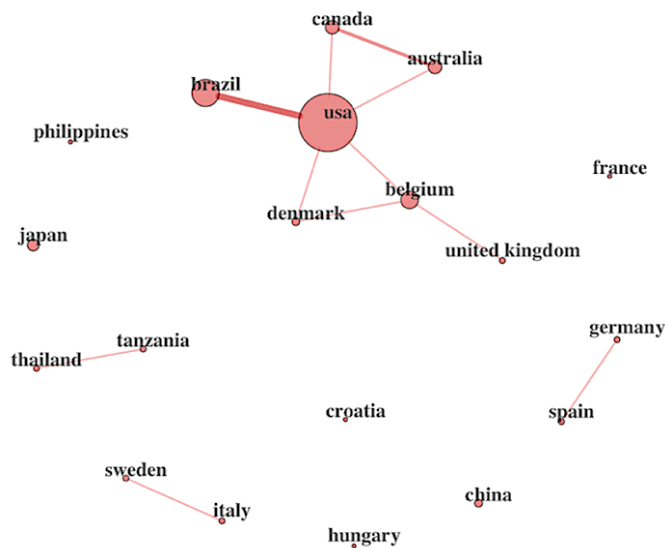 canada
australia
brazil
usa
philippines
france
belgium
denmark
japan
united kingdom
germany
tanzania
thailand
croatia
spain
sweden
china
italy
hungary